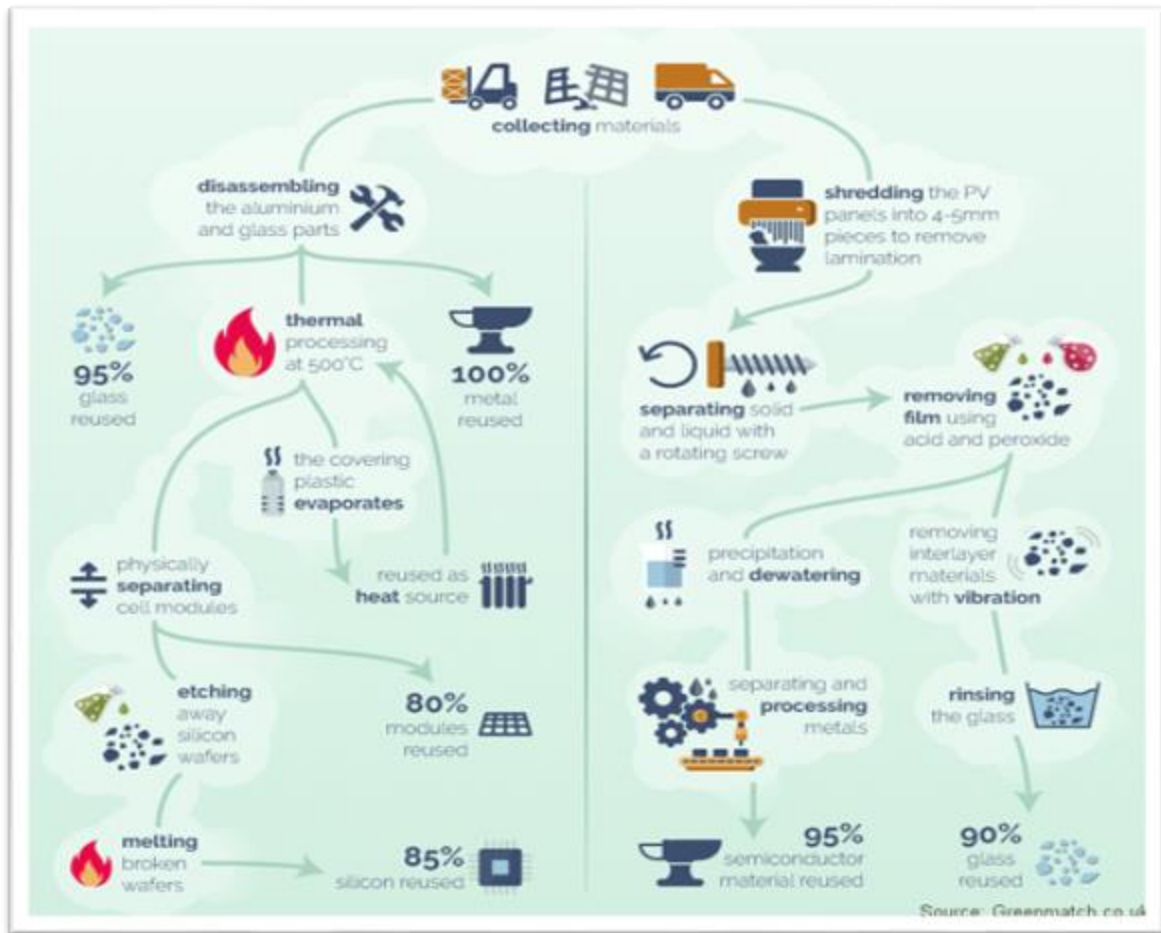 collecting materials
disassembling
the aluminium
and glass parts
95%
glass
reused
thermal
processing
at 500°C
100%
metal
reused
the covering
plastic
evaporates
reused as
heat source
physically
separating
cell modules
80%
modules
reused
etching
away
silicon
wafers
melting
broken
wafers
85%
silicon reused
shredding the PV
panels into 4-5mm
pieces to remove
lamination
separating solid
and liquid with
a rotating screw
removing
film using
acid and peroxide
precipitation
and dewatering
separating and
processing
metals
95%
semiconductor
material reused
removing
interlayer
materials
with vibration
rinsing
the glass
90%
glass
reused
Source: Greenmatch.co.uk